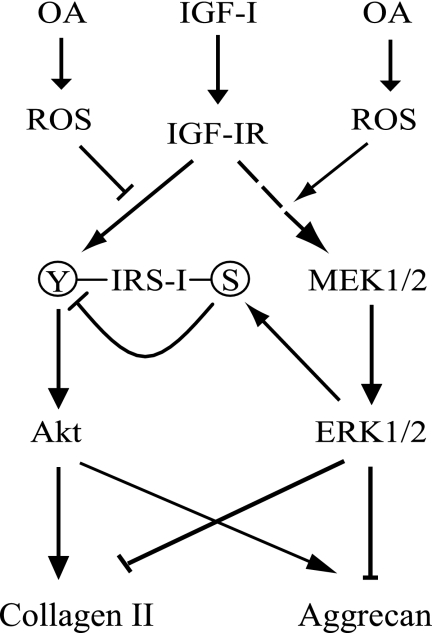 OA IGF-I OA
ROS IGF-IR ROS
Y IRS-I S MEK1/2
Akt ERK1/2
Collagen II Aggrecan